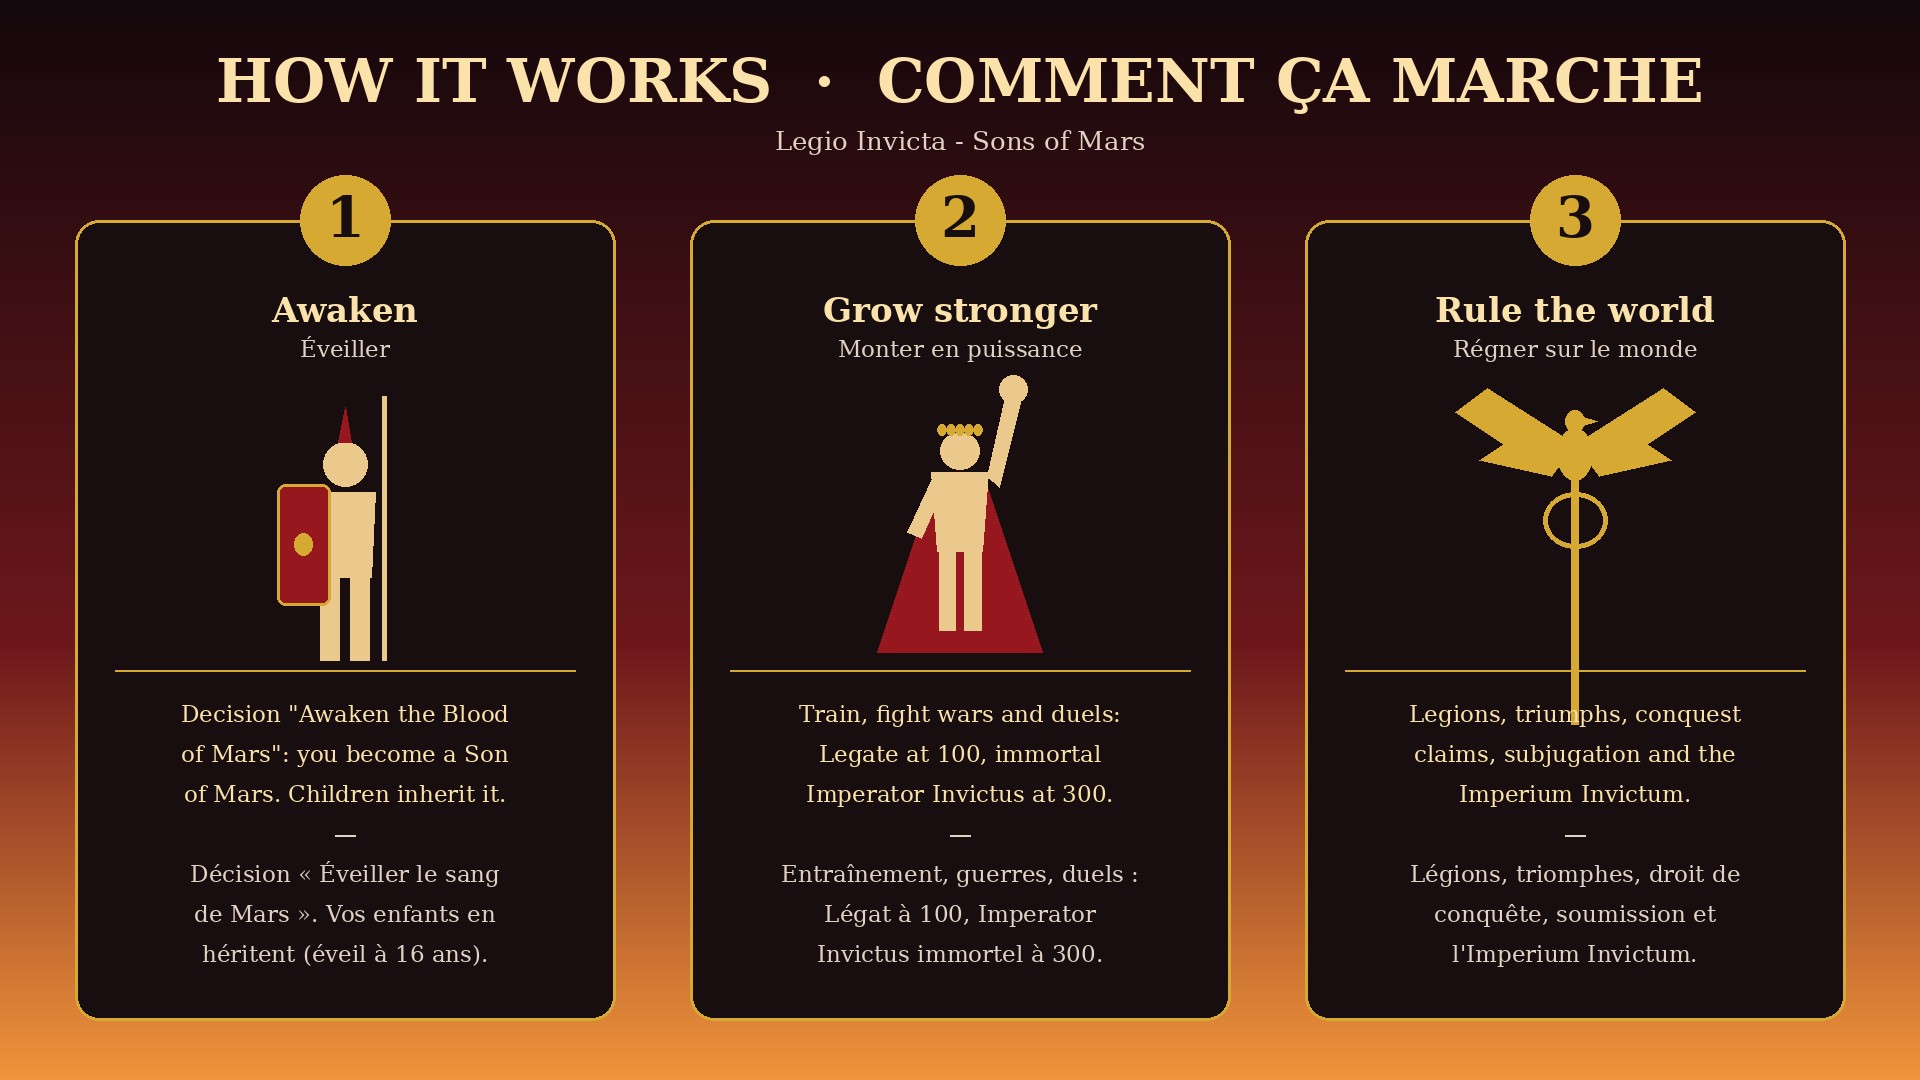 HOW IT WORKS · COMMENT ÇA MARCHE
Legio Invicta - Sons of Mars
1
Awaken
Éveiller
Decision "Awaken the Blood
of Mars": you become a Son
of Mars. Children inherit it.
—
Décision « Éveiller le sang
de Mars ». Vos enfants en
héritent (éveil à 16 ans).
2
Grow stronger
Monter en puissance
Train, fight wars and duels:
Legate at 100, immortal
Imperator Invictus at 300.
—
Entraînement, guerres, duels :
Légat à 100, Imperator
Invictus immortel à 300.
3
Rule the world
Régner sur le monde
Legions, triumphs, conquest
claims, subjugation and the
Imperium Invictum.
—
Légions, triomphes, droit de
conquête, soumission et
l'Imperium Invictum.